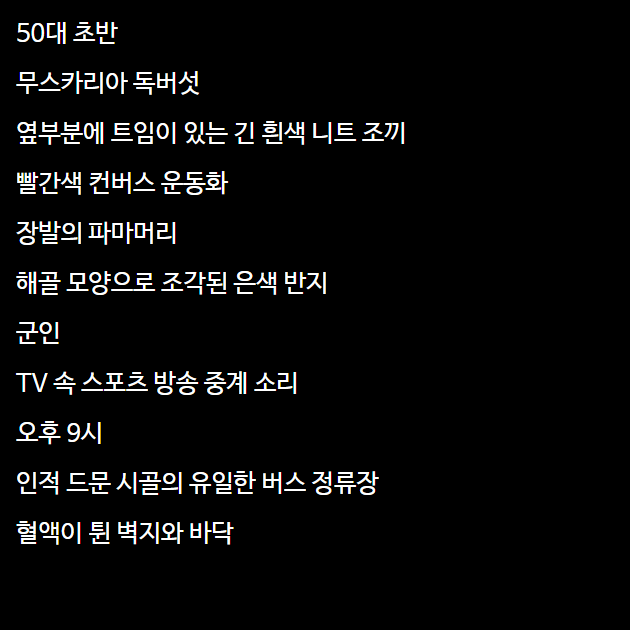 50대 초반
무스카리아 독버섯
옆부분에 트임이 있는 긴 흰색 니트 조끼
빨간색 컨버스 운동화
장발의 파마머리
해골 모양으로 조각된 은색 반지
군인
TV 속 스포츠 방송 중계 소리
오후 9시
인적 드문 시골의 유일한 버스 정류장
혈액이 튄 벽지와 바닥